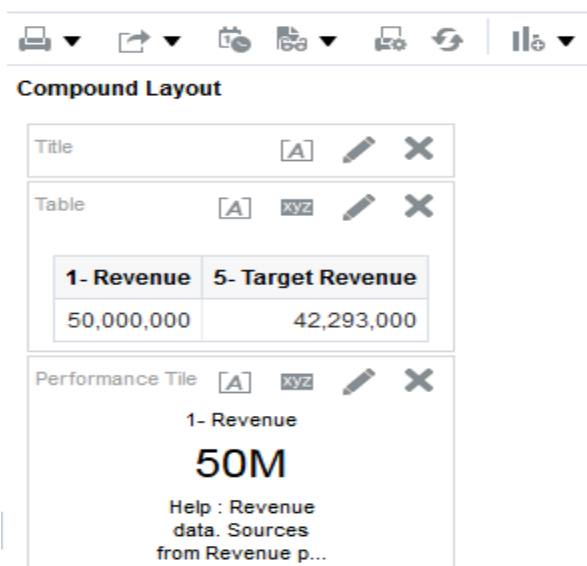 Compound Layout
Title
[A]
Table
[A] xyz
1- Revenue 5- Target Revenue
50,000,000 42,293,000
Performance Tile [A] xyz
1- Revenue
50M
Help : Revenue
data. Sources
from Revenue p...